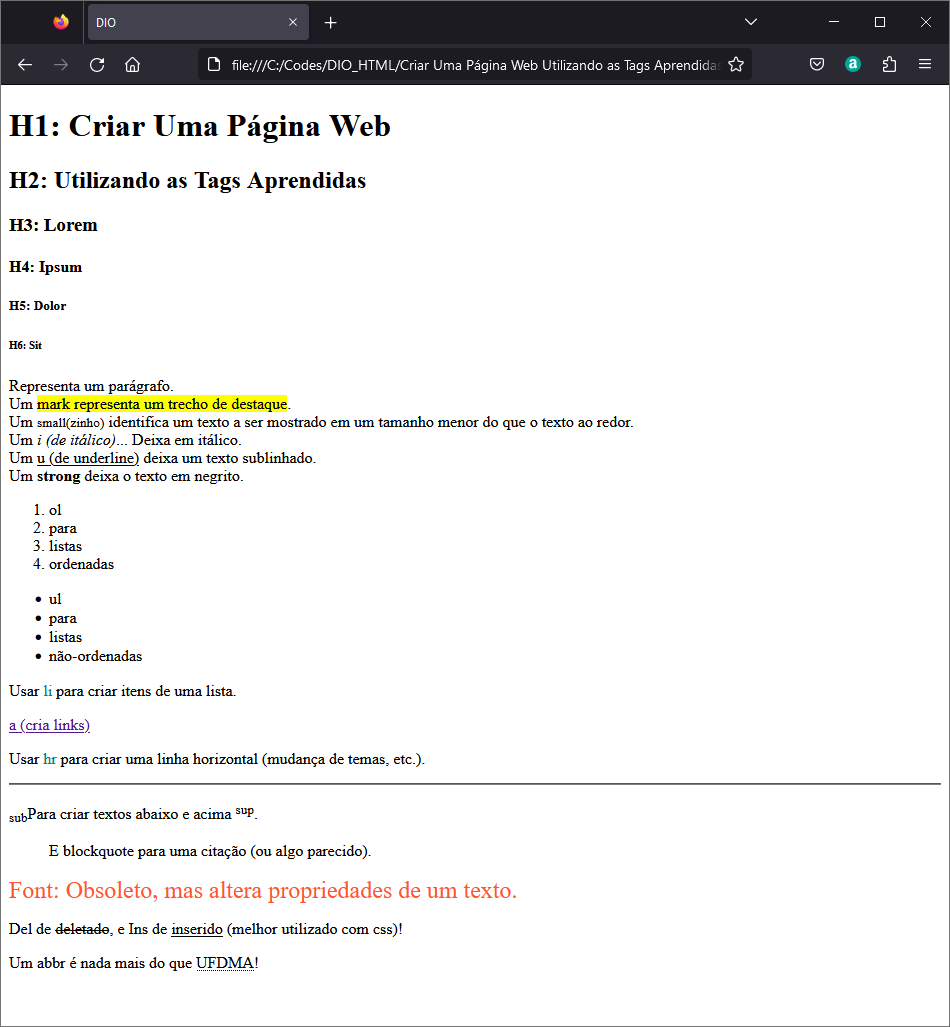 DIO
file:///C:/Codes/DIO_HTML/Criar Uma Página Web Utilizando as Tags Aprendidas
a
H1: Criar Uma Página Web
H2: Utilizando as Tags Aprendidas
H3: Lorem
H4: Ipsum
H5: Dolor
H6: Sit
Representa um parágrafo.
Um mark representa um trecho de destaque.
Um small(zinho) identifica um texto a ser mostrado em um tamanho menor do que o texto ao redor.
Um i (de itálico)... Deixa em itálico.
Um u (de underline) deixa um texto sublinhado.
Um strong deixa o texto em negrito.
1. ol
2. para
3. listas
4. ordenadas
• ul
• para
• listas
• não-ordenadas
Usar li para criar itens de uma lista.
a (cria links)
Usar hr para criar uma linha horizontal (mudança de temas, etc.).
subPara criar textos abaixo e acima sup.
E blockquote para uma citação (ou algo parecido).
Font: Obsoleto, mas altera propriedades de um texto.
Del de deletado, e Ins de inserido (melhor utilizado com css)!
Um abbr é nada mais do que UFDMA!